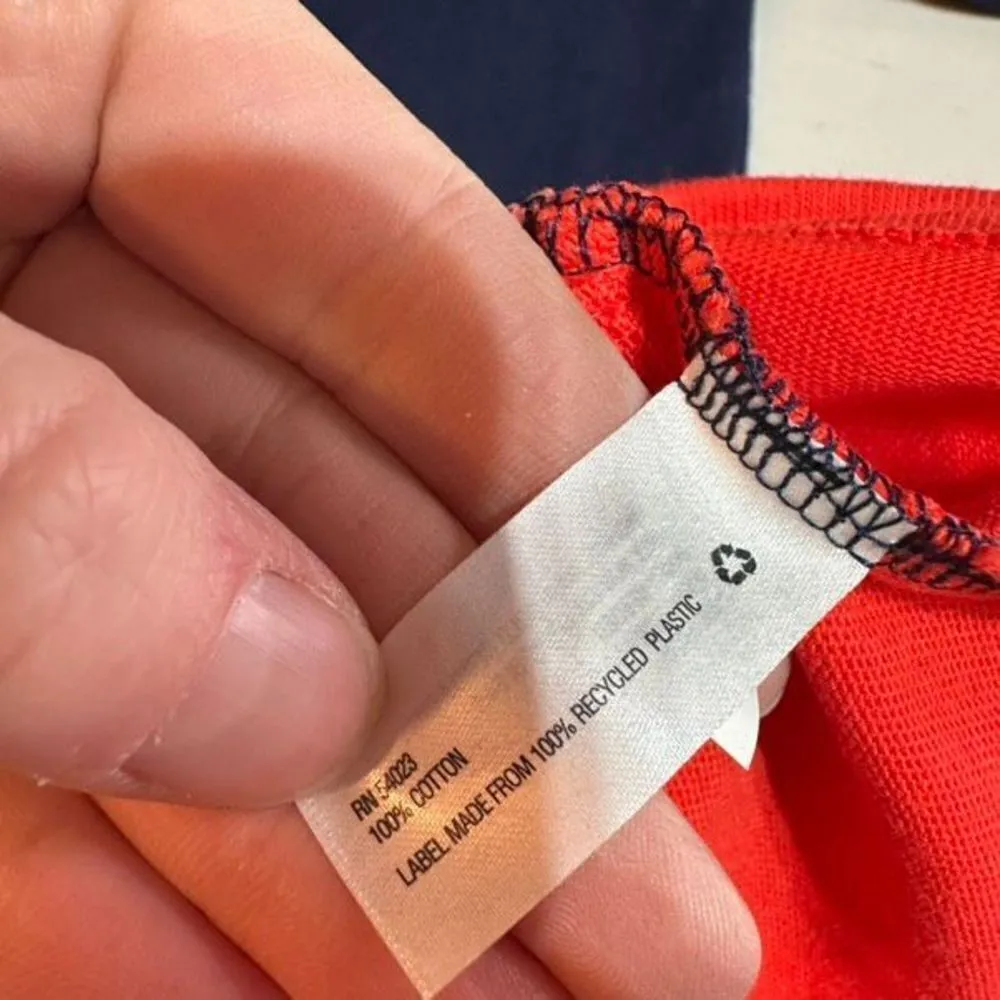 RN 54023
100% COTTON
LABEL MADE FROM 100% RECYCLED PLASTIC